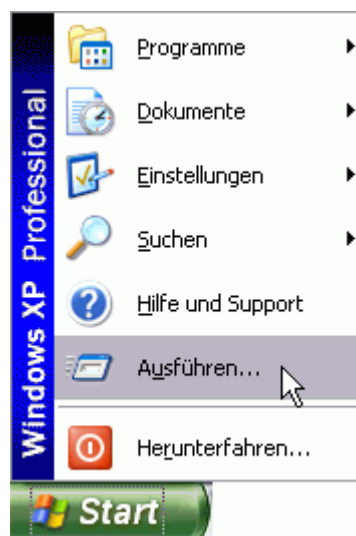 Windows XP Professional
Programme
Dokumente
Einstellungen
Suchen
Hilfe und Support
Ausführen...
Herunterfahren...
Start